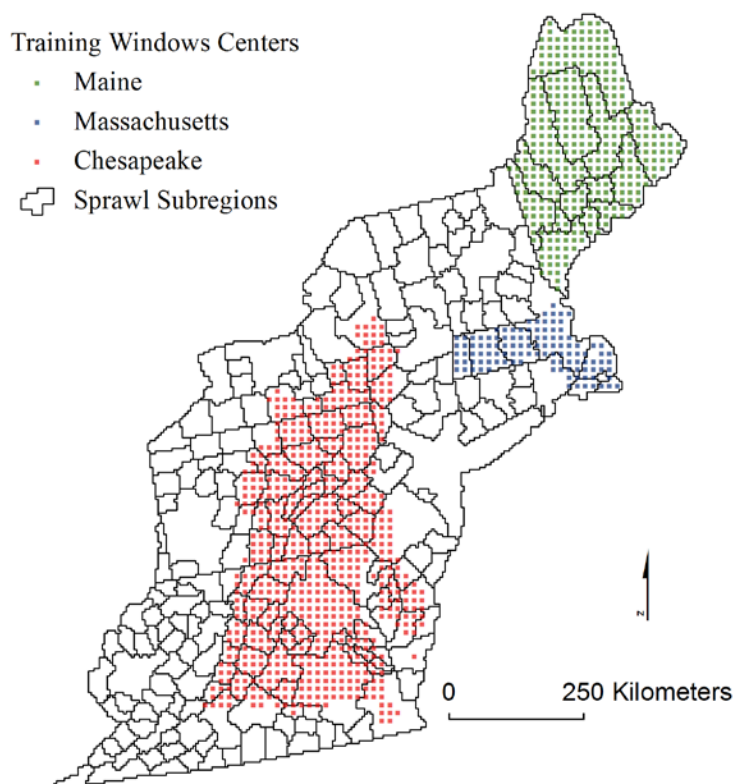 Training Windows Centers
Maine
Massachusetts
Chesapeake
Sprawl Subregions
z
0 250 Kilometers